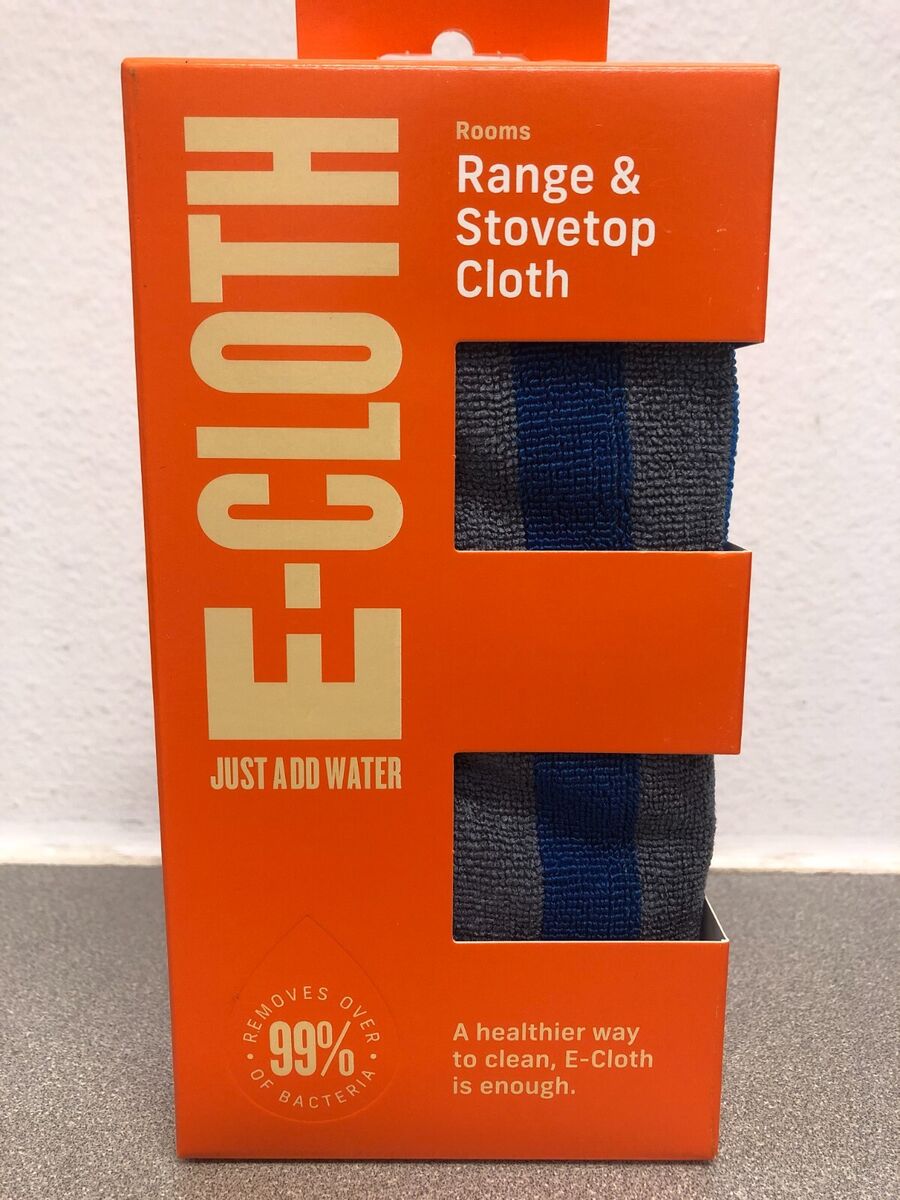 E-CLOTH
JUST ADD WATER
Rooms
Range &
Stovetop
Cloth
REMOVES OVER
99%
OF BACTERIA
A healthier way
to clean, E-Cloth
is enough.